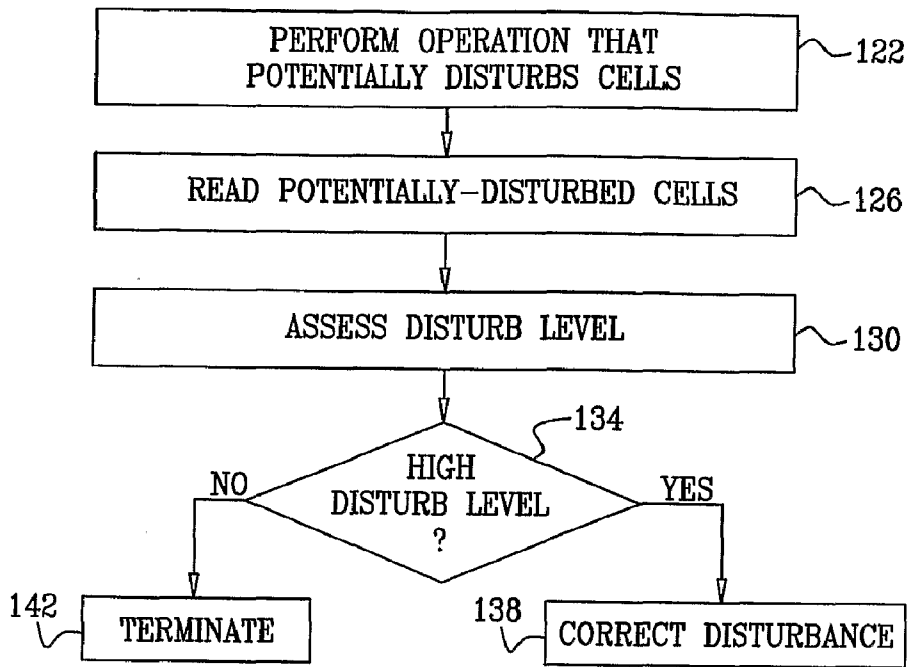 PERFORM OPERATION THAT
POTENTIALLY DISTURBS CELLS
122
READ POTENTIALLY-DISTURBED CELLS
126
ASSESS DISTURB LEVEL
130
134
HIGH
DISTURB LEVEL
?
NO
YES
142
TERMINATE
138
CORRECT DISTURBANCE